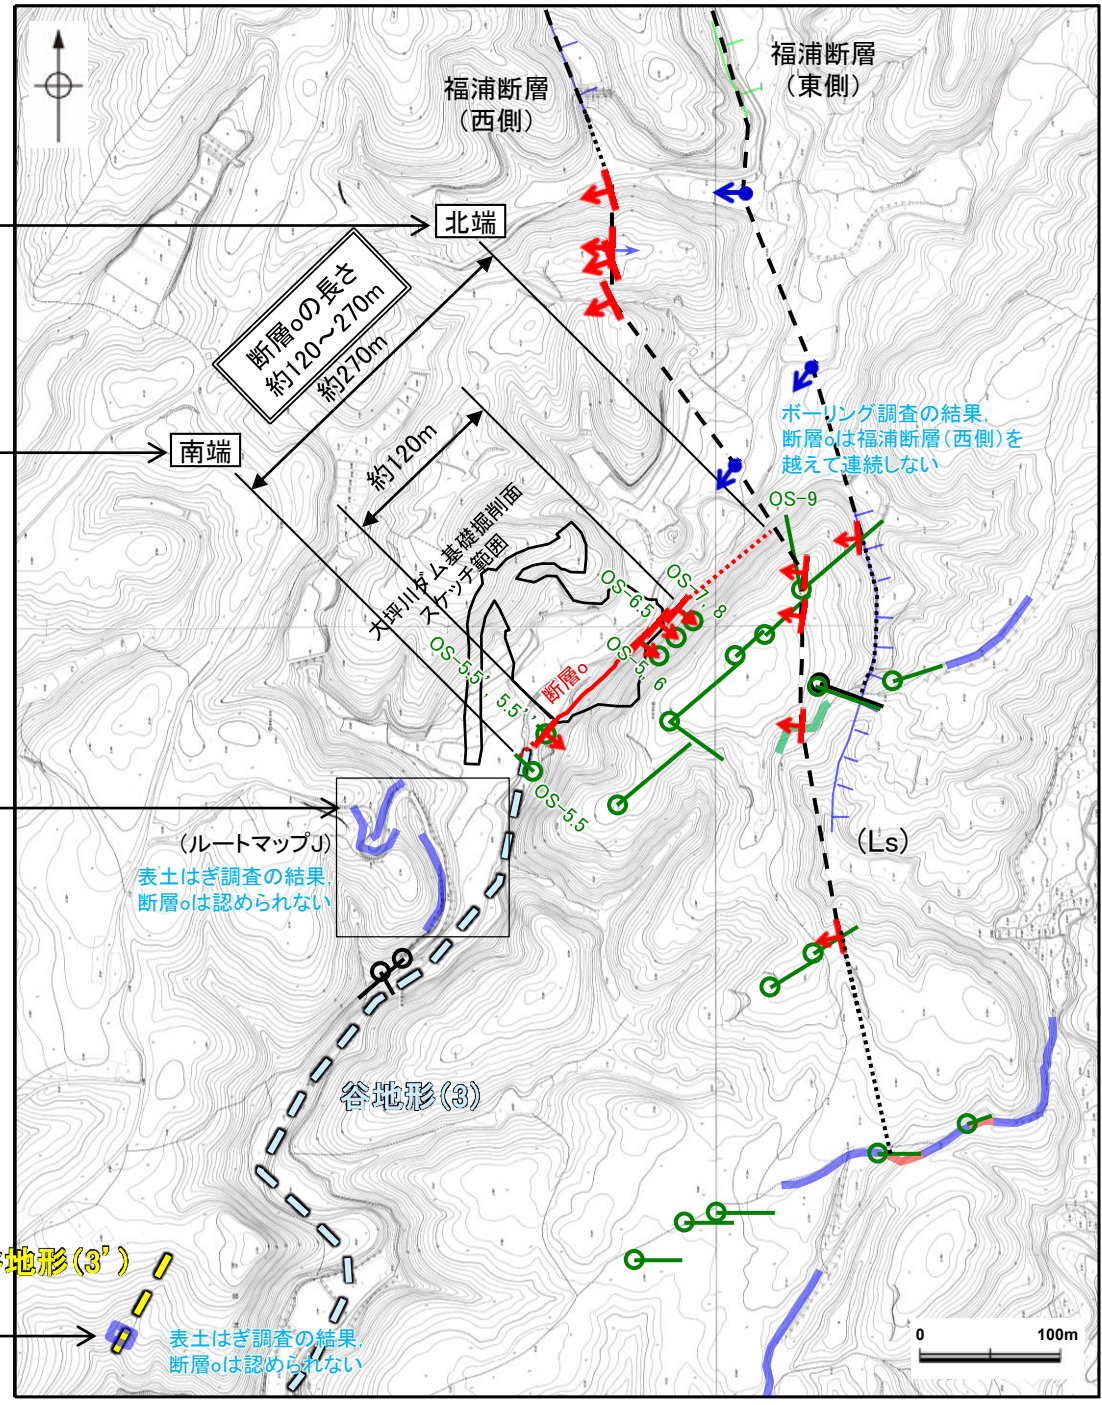 福浦断層
（西側）
福浦断層
（東側）
北端
断層oの長さ
約120～270m
約270m
南端
約120m
ボーリング調査の結果,
断層oは福浦断層（西側）を
越えて連続しない
OS-9
大坪川ダム基礎掘削面
スケッチ範囲
OS-6.5
OS-7, 8
OS-5, 6
OS-5.5', 5.5''
断層o
OS-5.5
（ルートマップJ）
表土はぎ調査の結果,
断層oは認められない
（Ls）
谷地形（3）
地形（3'）
表土はぎ調査の結果,
断層oは認められない
0 100m